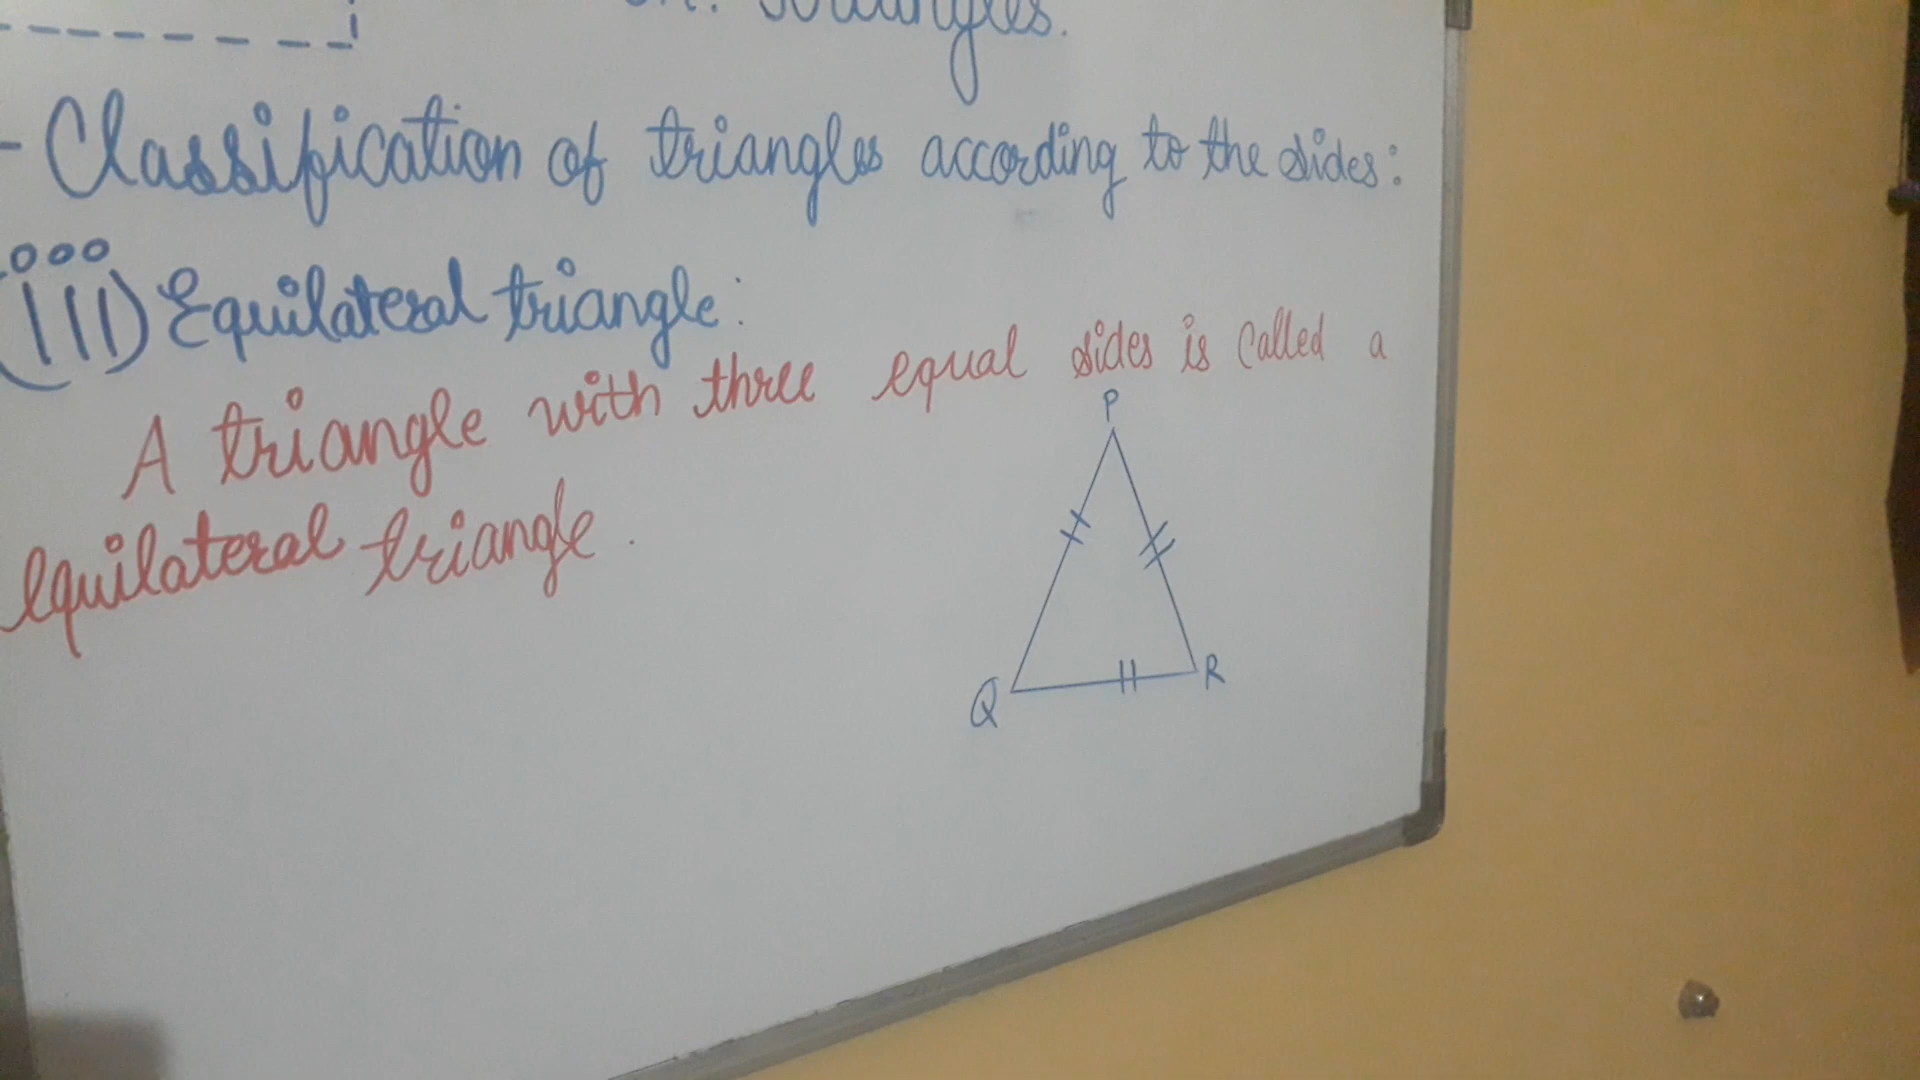 - Classification of triangles according to the sides:
(iii) Equilateral triangle:
A triangle with three equal sides is called a
equilateral triangle.
P
Q
R